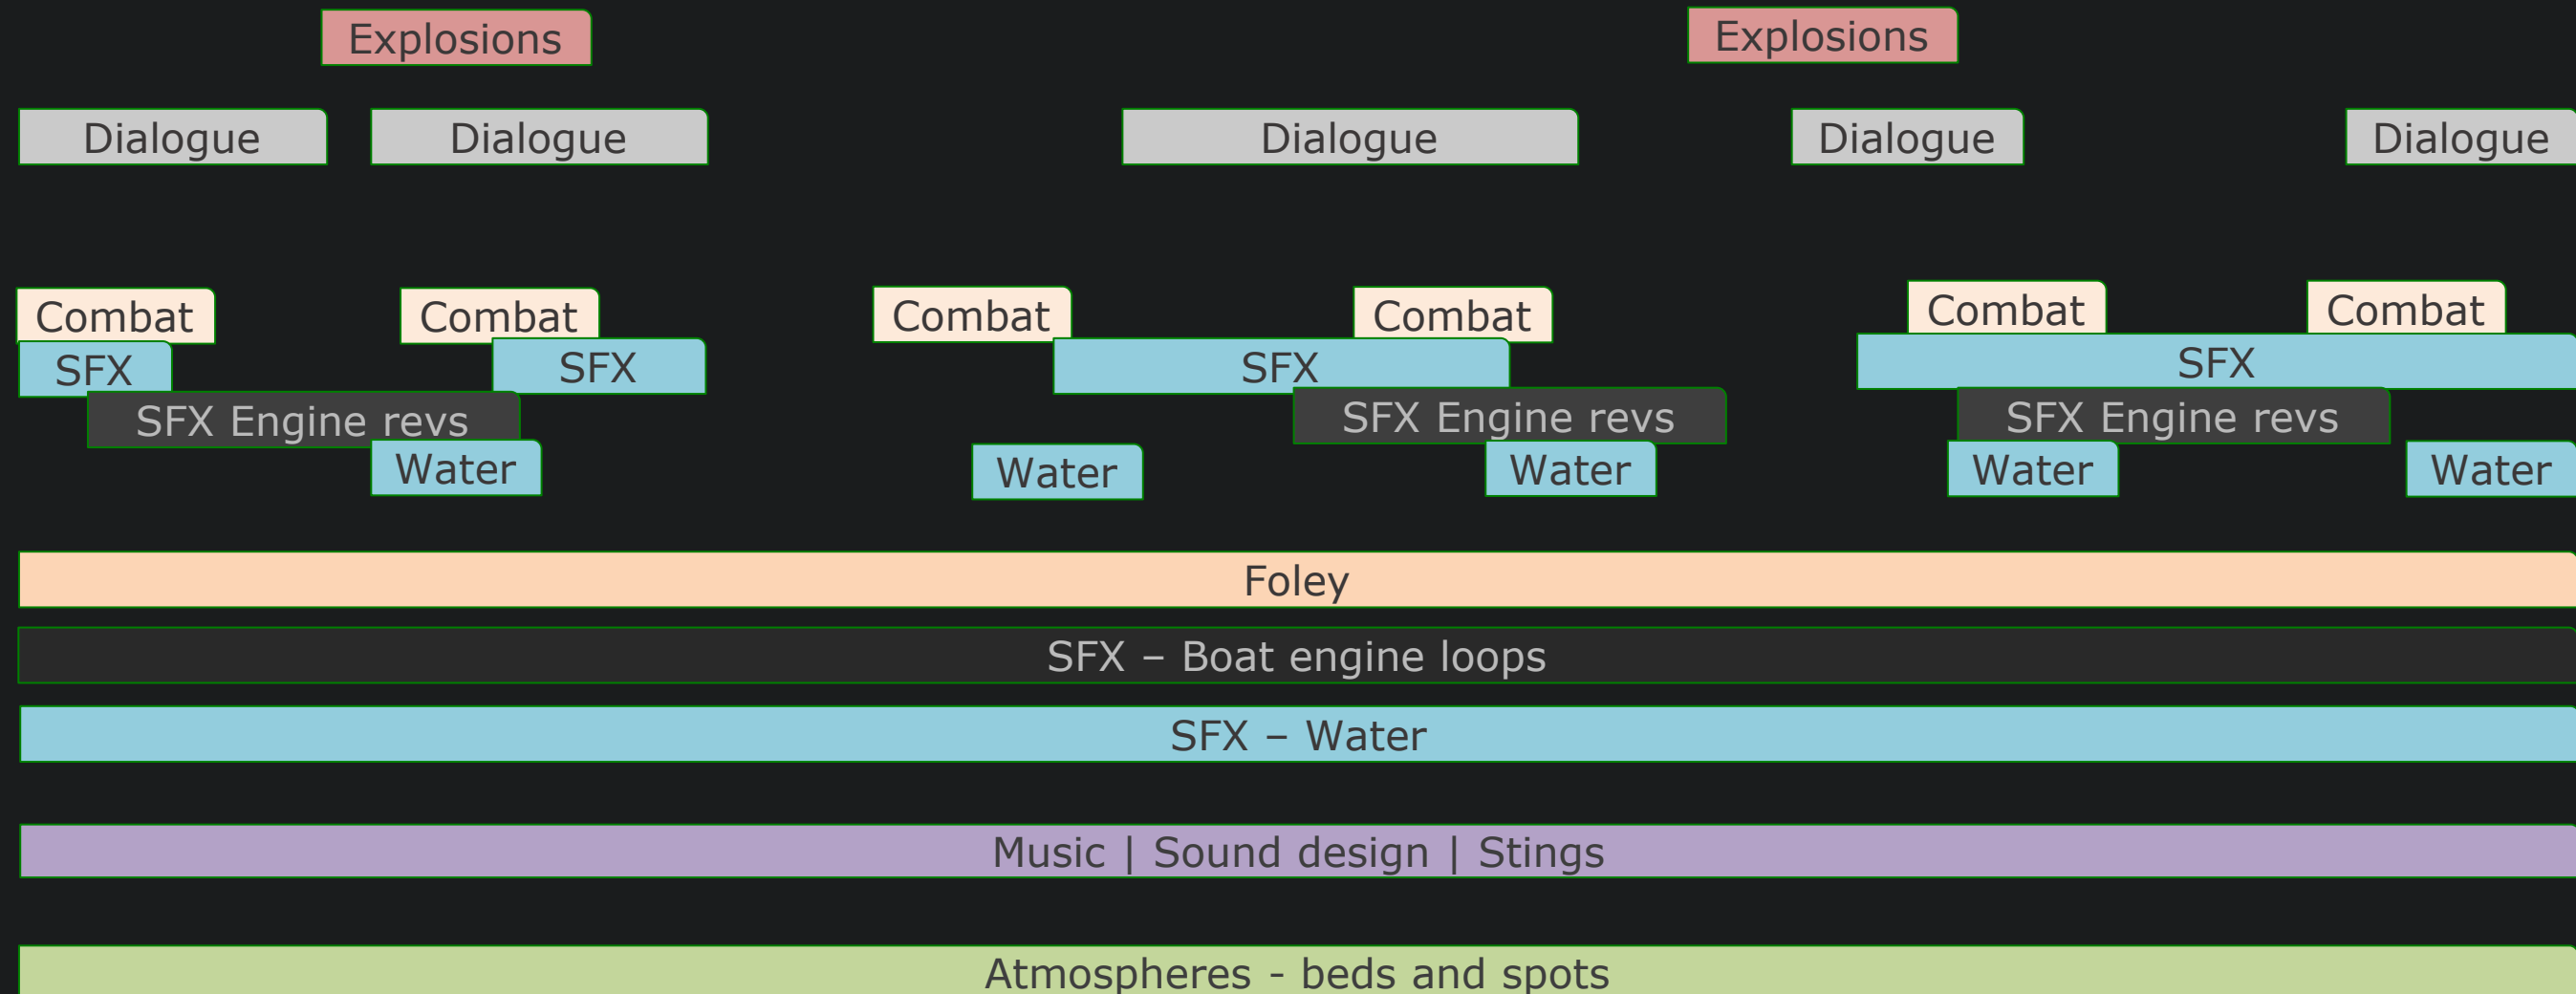 Explosions Explosions
Dialogue Dialogue Dialogue Dialogue Dialogue
Combat Combat Combat Combat Combat Combat
SFX SFX SFX SFX
SFX Engine revs SFX Engine revs SFX Engine revs
Water Water Water Water Water
Foley
SFX – Boat engine loops
SFX – Water
Music | Sound design | Stings
Atmospheres - beds and spots